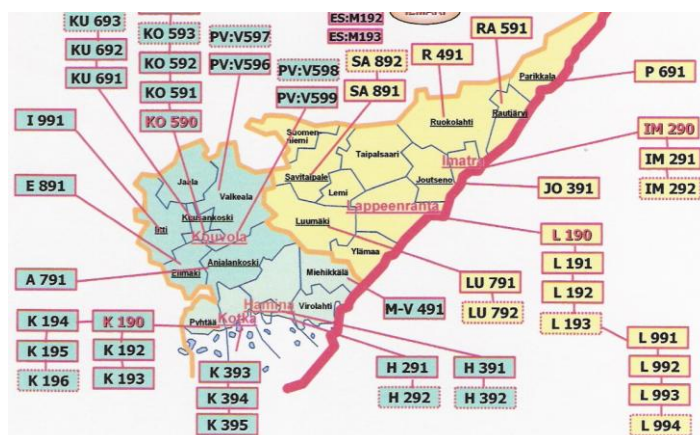 KU 693
KU 692
KU 691
KO 593
KO 592
KO 591
KO 590
PV:V597
PV:V596
PV:V598
PV:V599
ES:M192
ES:M193
SA 892
SA 891
R 491
RA 591
P 691
I 991
E 891
A 791
IM 290
IM 291
IM 292
JO 391
Parikkala
Rautjärvi
Ruokolahti
Imatra
Suomen-
niemi
Taipalsaari
Savitaipale
Lemi
Joutseno
Lappeenranta
Luumäki
Ylämaa
Jaala
Valkeala
Kuusankoski
Iitti
Kouvola
Elimäki
Anjalankoski
Miehikkälä
Hamina
Virolahti
Pyhtää
Kotka
L 190
L 191
L 192
L 193
LU 791
LU 792
M-V 491
K 194
K 195
K 196
K 190
K 192
K 193
K 393
K 394
K 395
H 291
H 292
H 391
H 392
L 991
L 992
L 993
L 994